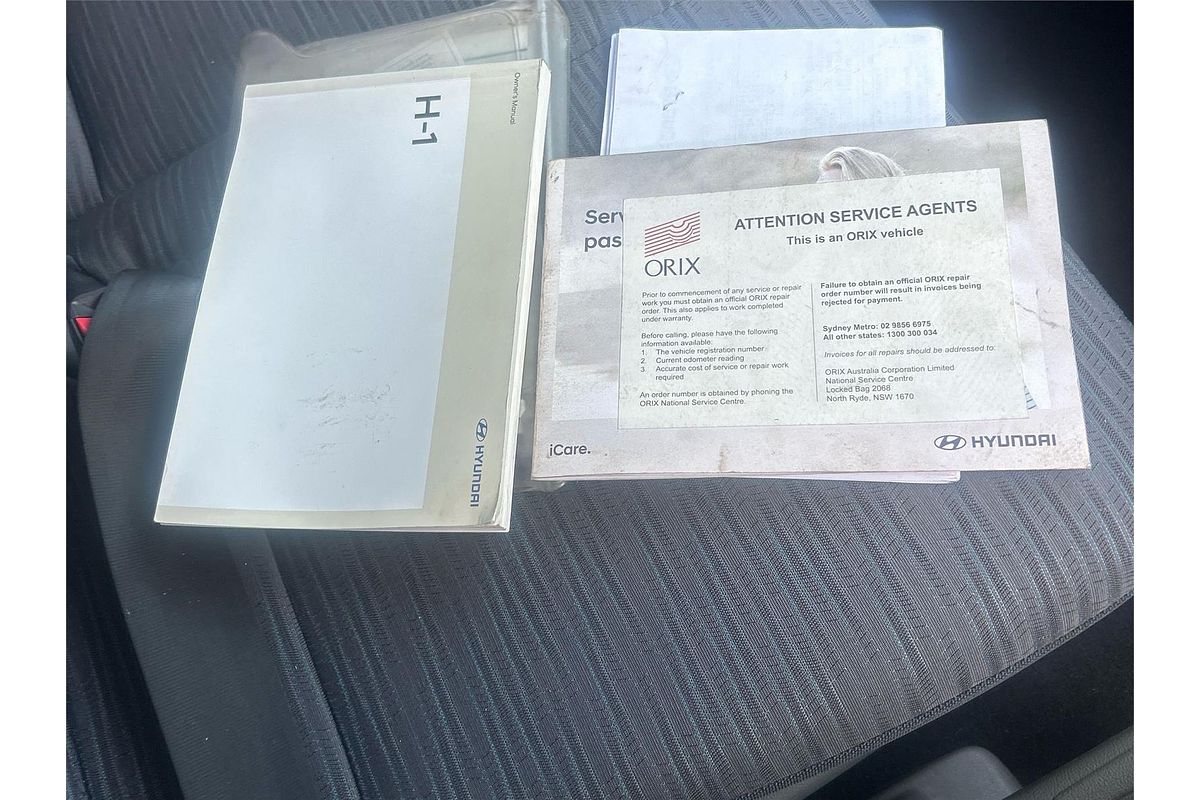 Owner's Manual
H-1
HYUNDAI
Serv
pas
ORIX
ATTENTION SERVICE AGENTS
This is an ORIX vehicle
Prior to commencement of any service or repair
work you must obtain an official ORIX repair
order. This also applies to work completed
under warranty.
Before calling, please have the following
information available:
1. The vehicle registration number
2. Current odometer reading
3. Accurate cost of service or repair work
required
An order number is obtained by phoning the
ORIX National Service Centre.
Failure to obtain an official ORIX repair
order number will result in invoices being
rejected for payment.
Sydney Metro: 02 9856 6975
All other states: 1300 300 034
Invoices for all repairs should be addressed to:
ORIX Australia Corporation Limited
National Service Centre
Locked Bag 2068
North Ryde, NSW 1670
iCare.
HYUNDAI